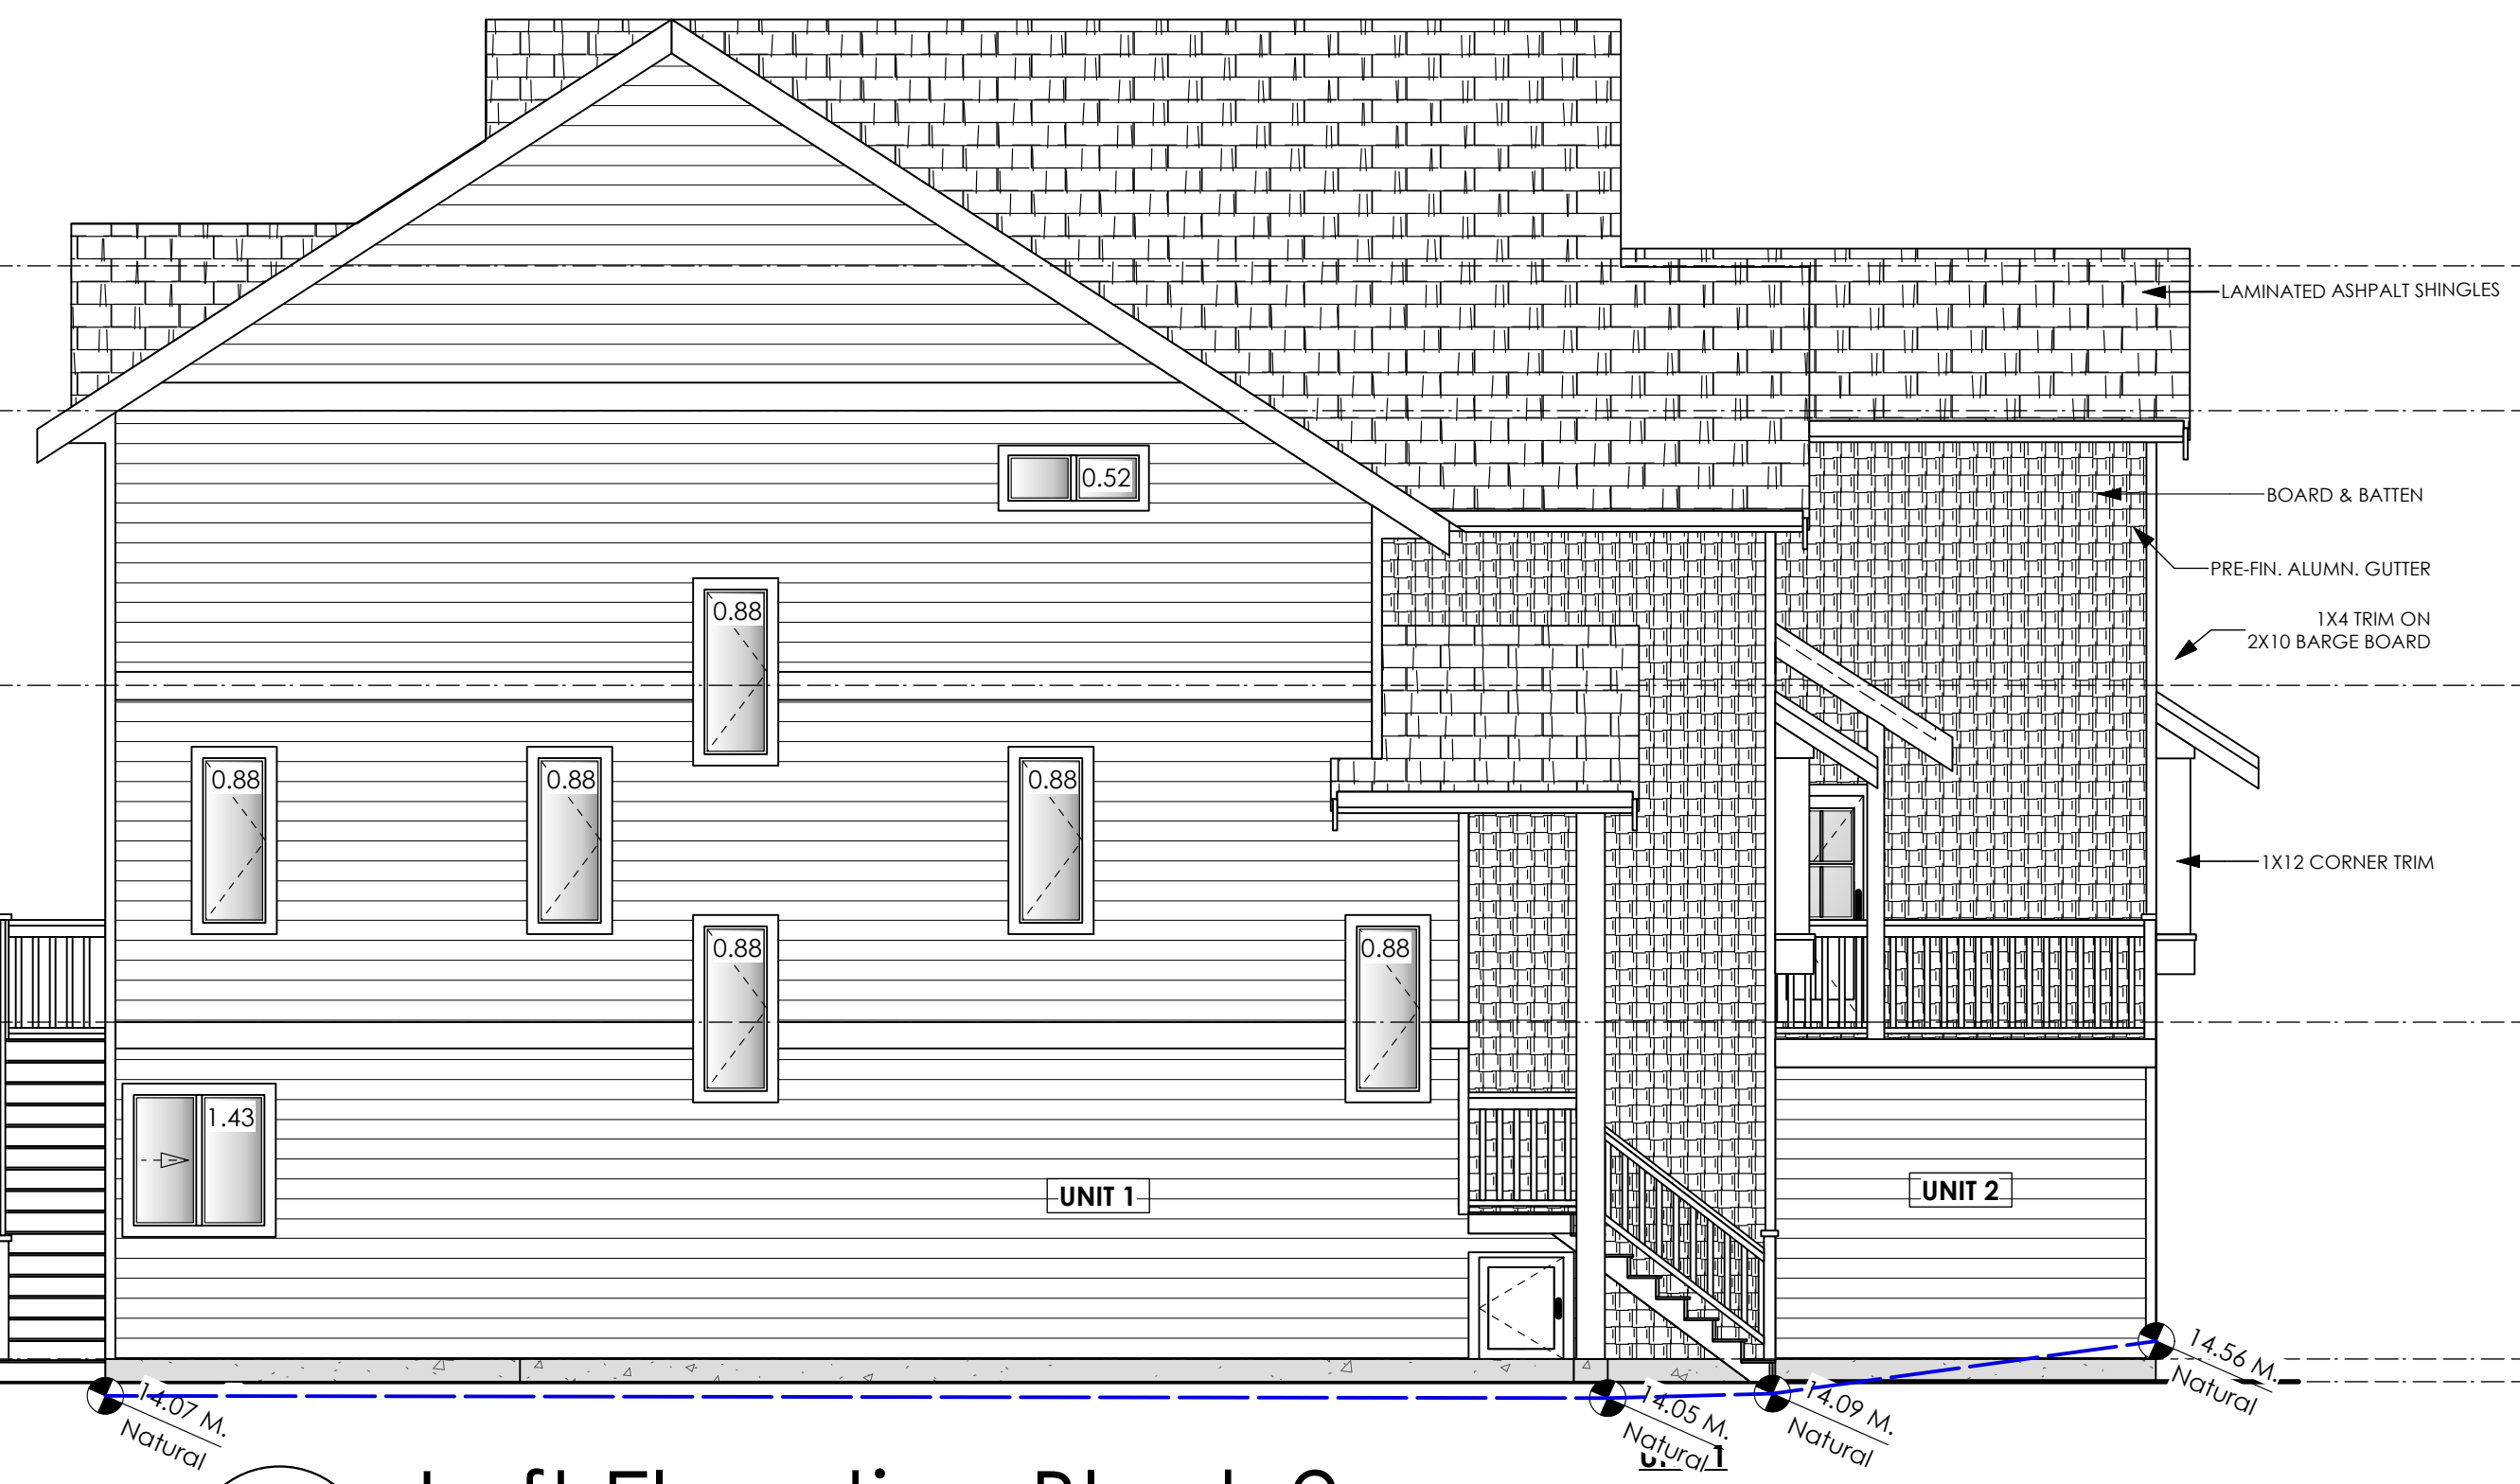 LAMINATED ASHPALT SHINGLES
0.52
BOARD & BATTEN
PRE-FIN. ALUMN. GUTTER
0.88
1X4 TRIM ON
2X10 BARGE BOARD
0.88
0.88
0.88
1X12 CORNER TRIM
0.88
0.88
1.43
UNIT 1
UNIT 2
14.56 M.
Natural
14.07 M.
Natural
14.05 M.
Natural
14.09 M.
Natural